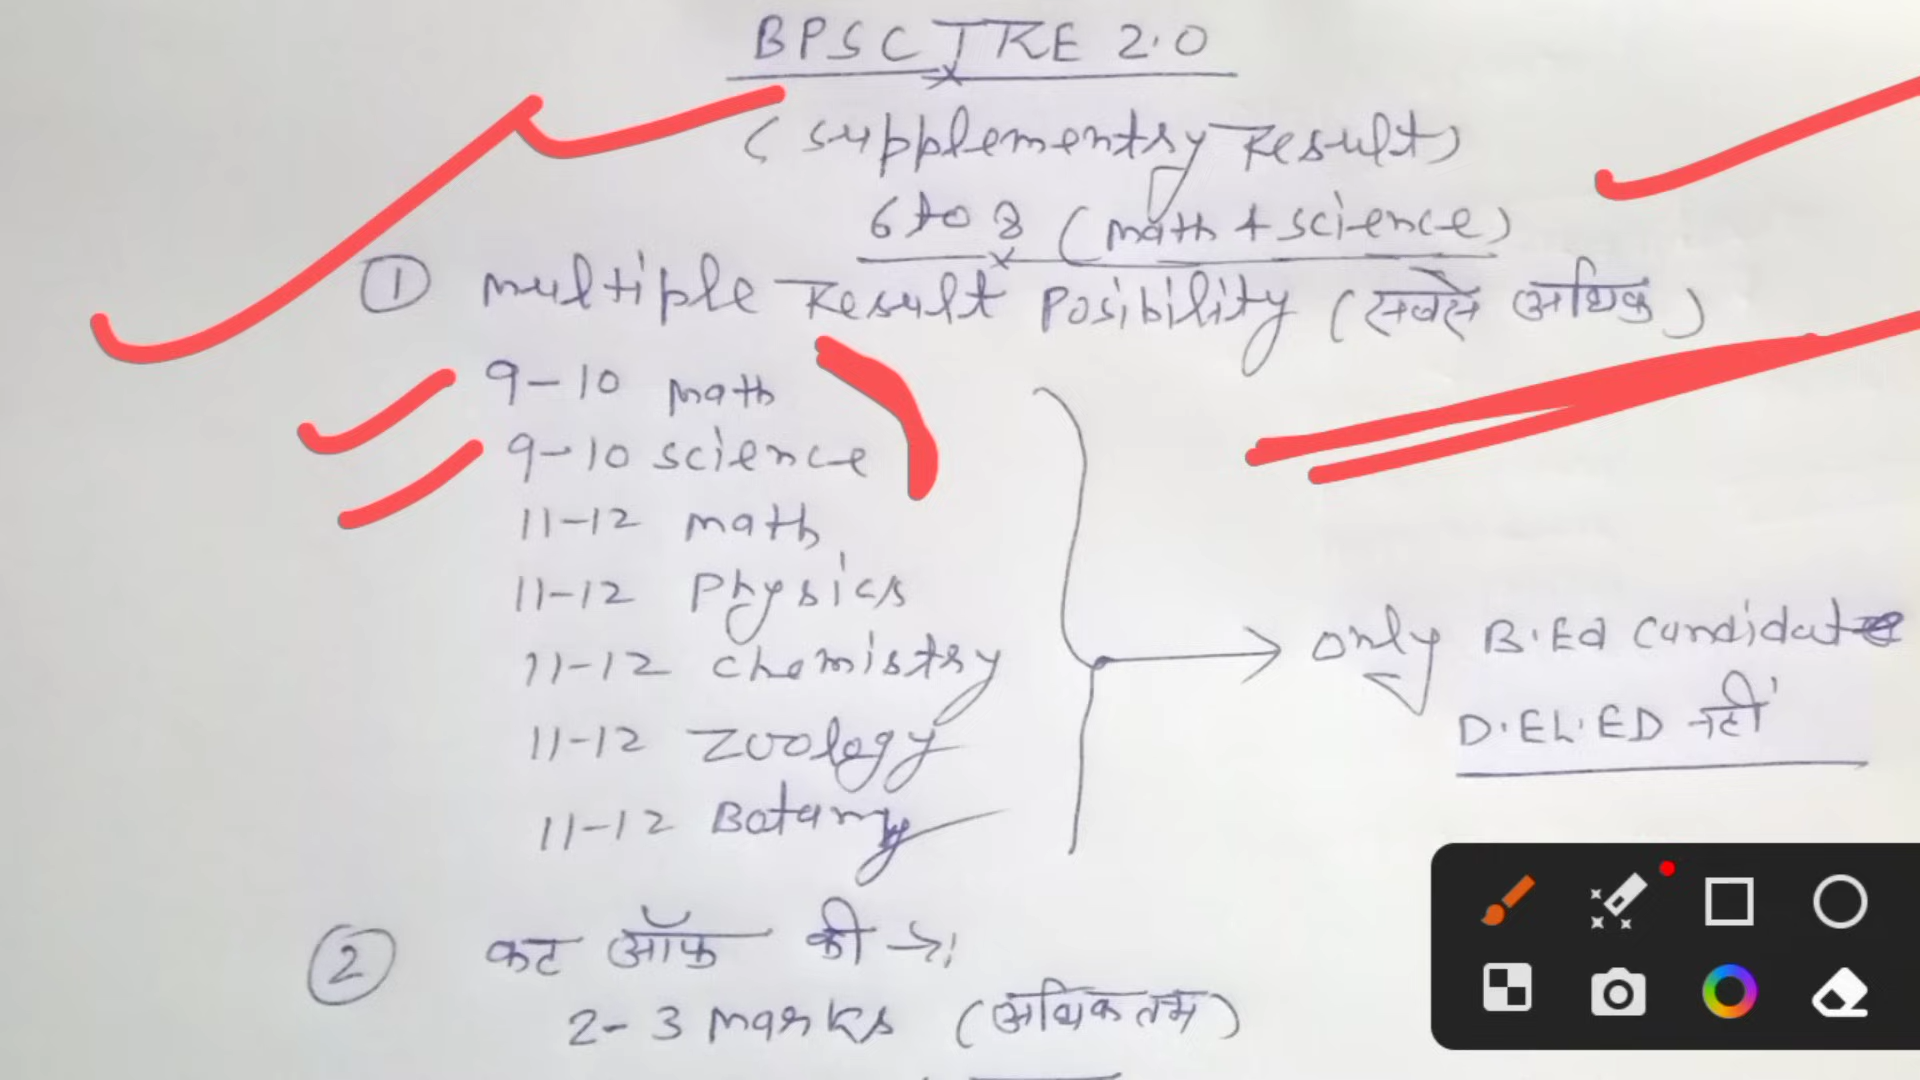 BPSC TRE 2.0
(Supplementry Result)
6 to 8 (math + science)
① multiple Result Posibility (सबसे अधिक)
9-10 math
9-10 science
11-12 math
11-12 Physics
11-12 chemistry
11-12 Zoology
11-12 Botany
only B.Ed Candidate
D.EL.ED नहीं
② कट ऑफ की →
2-3 marks (अधिकतम)